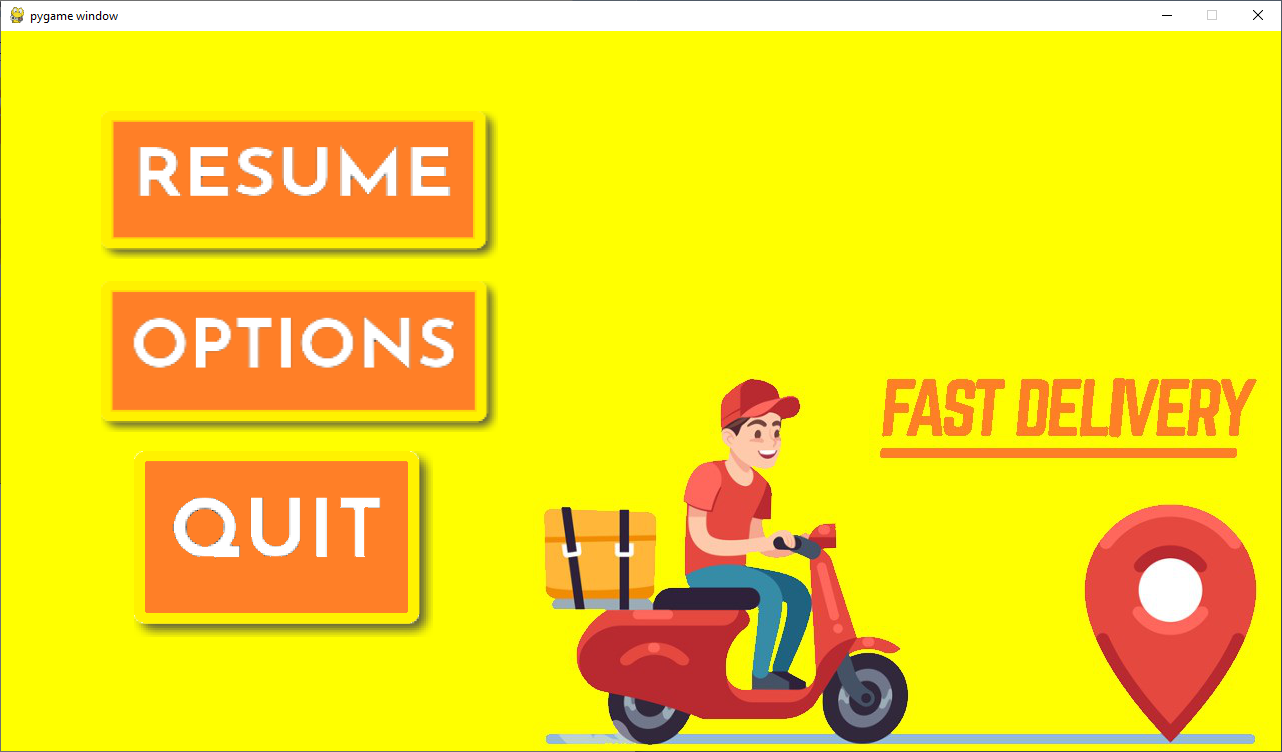 pygame window
RESUME
OPTIONS
FAST DELIVERY
QUIT